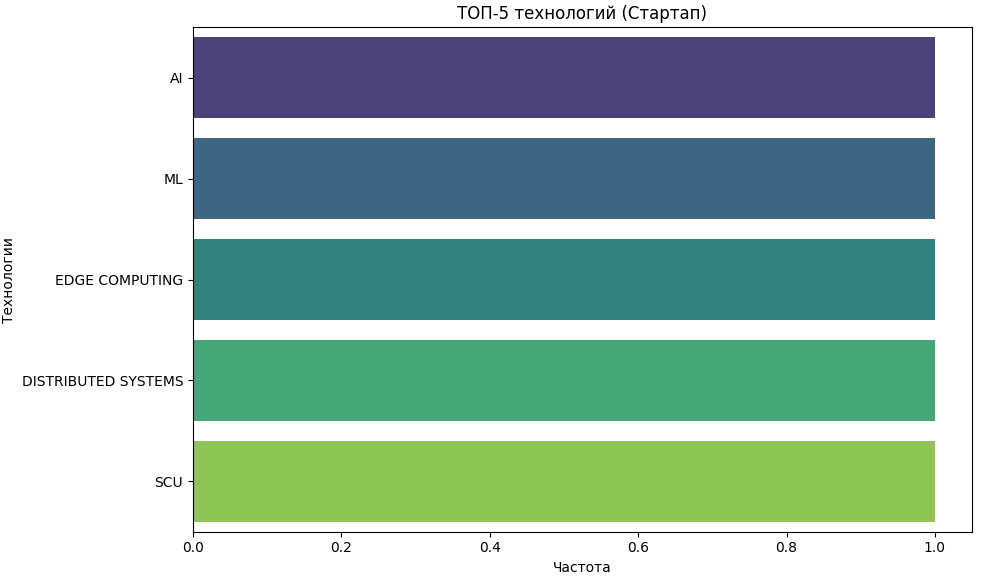 ТОП-5 технологий (Стартап)
Технологии
AI
ML
EDGE COMPUTING
DISTRIBUTED SYSTEMS
SCU
0.0 0.2 0.4 0.6 0.8 1.0
Частота